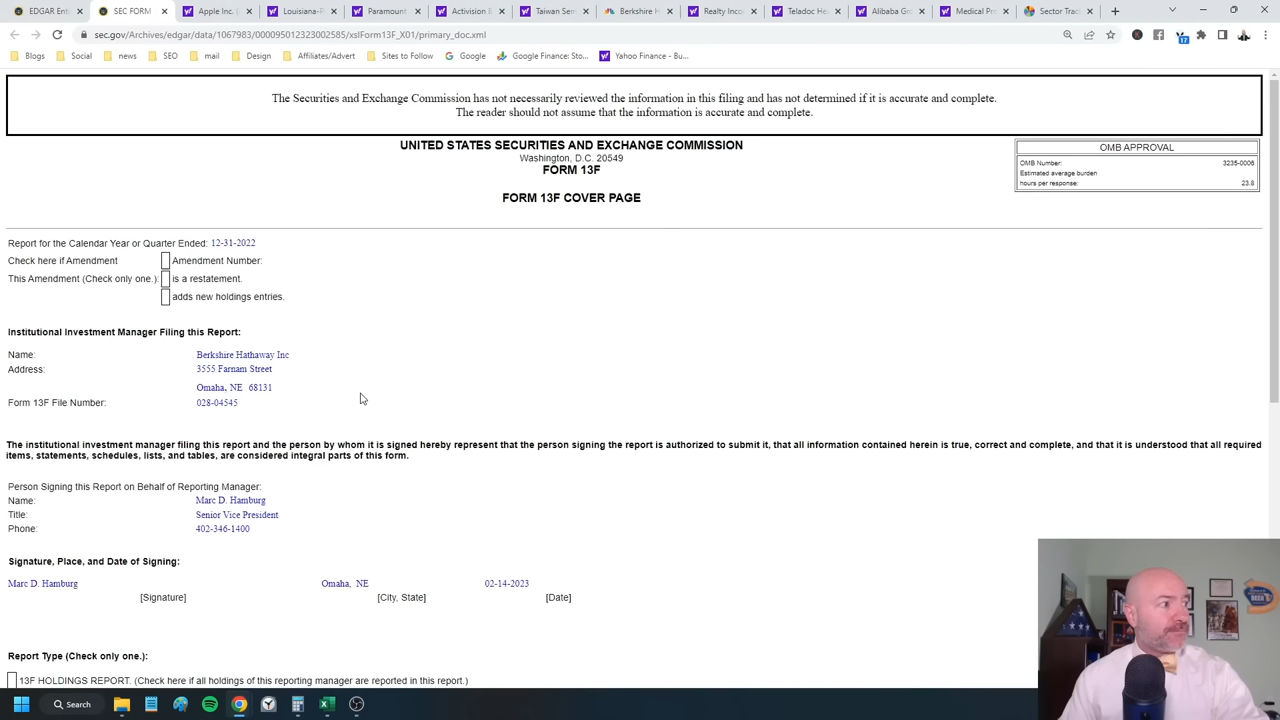 EDGAR Ent
SEC FORM
Apple Inc. (
Louisiana-P
Paramount
Activision B
Taiwan Sem
Berkshire H
Realty Inco
Teladoc He
Alibaba Gro
Medical Pro
Sector Trac
sec.gov/Archives/edgar/data/1067983/000095012323002585/xslForm13F_X01/primary_doc.xml
Blogs
Social
news
SEO
mail
Design
Affiliates/Advert
Sites to Follow
Google
Google Finance: Sto...
Yahoo Finance - Bu...
The Securities and Exchange Commission has not necessarily reviewed the information in this filing and has not determined if it is accurate and complete.
The reader should not assume that the information is accurate and complete.
UNITED STATES SECURITIES AND EXCHANGE COMMISSION
Washington, D.C. 20549
FORM 13F
FORM 13F COVER PAGE
OMB APPROVAL
OMB Number: 3235-0006
Estimated average burden
hours per response: 23.8
Report for the Calendar Year or Quarter Ended: 12-31-2022
Check here if Amendment Amendment Number:
This Amendment (Check only one.): is a restatement.
adds new holdings entries.
Institutional Investment Manager Filing this Report:
Name: Berkshire Hathaway Inc
Address: 3555 Farnam Street
Omaha, NE 68131
Form 13F File Number: 028-04545
The institutional investment manager filing this report and the person by whom it is signed hereby represent that the person signing the report is authorized to submit it, that all information contained herein is true, correct and complete, and that it is understood that all required
items, statements, schedules, lists, and tables, are considered integral parts of this form.
Person Signing this Report on Behalf of Reporting Manager:
Name: Marc D. Hamburg
Title: Senior Vice President
Phone: 402-346-1400
Signature, Place, and Date of Signing:
Marc D. Hamburg Omaha, NE 02-14-2023
[Signature] [City, State] [Date]
Report Type (Check only one.):
13F HOLDINGS REPORT. (Check here if all holdings of this reporting manager are reported in this report.)
Search